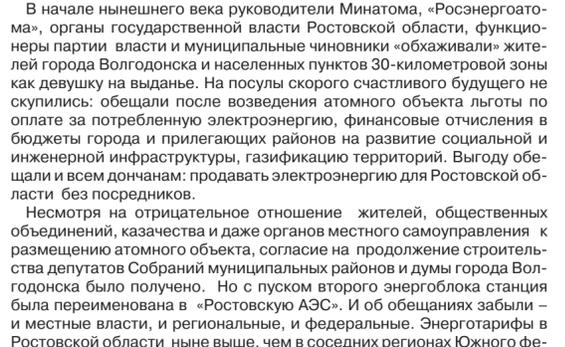 В начале нынешнего века руководители Минатома, «Росэнергоато-
ма», органы государственной власти Ростовской области, функцио-
неры партии власти и муниципальные чиновники «обхаживали» жите-
лей города Волгодонска и населенных пунктов 30-километровой зоны
как девушку на выданье. На посулы скорого счастливого будущего не
скупились: обещали после возведения атомного объекта льготы по
оплате за потребленную электроэнергию, финансовые отчисления в
бюджеты города и прилегающих районов на развитие социальной и
инженерной инфраструктуры, газификацию территорий. Выгоду обе-
щали и всем дончанам: продавать электроэнергию для Ростовской об-
ласти без посредников.
Несмотря на отрицательное отношение жителей, общественных
объединений, казачества и даже органов местного самоуправления к
размещению атомного объекта, согласие на продолжение строитель-
ства депутатов Собраний муниципальных районов и думы города Вол-
годонска было получено. Но с пуском второго энергоблока станция
была переименована в «Ростовскую АЭС». И об обещаниях забыли –
и местные власти, и региональные, и федеральные. Энерготарифы в
Ростовской области ныне выше, чем в соседних регионах Южного фе-